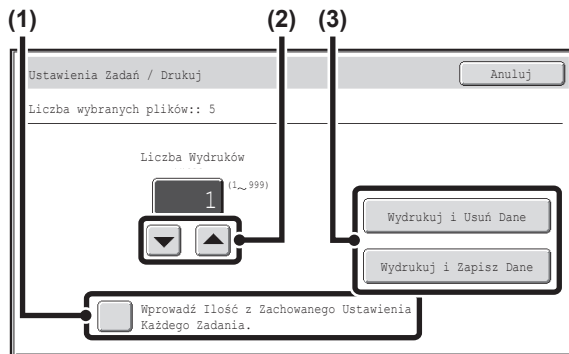 (1) (2) (3)
Ustawienia Zadań / Drukuj
Anuluj
Liczba wybranych plików:: 5
Liczba Wydruków
1
(1~999)
Wydrukuj i Usuń Dane
Wydrukuj i Zapisz Dane
Wprowadź Ilość z Zachowanego Ustawienia
Każdego Zadania.